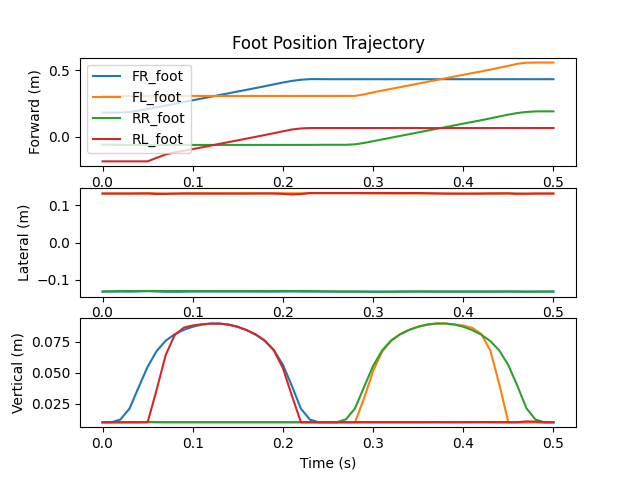 Foot Position Trajectory
Forward (m)
0.5
0.0
FR_foot
FL_foot
RR_foot
RL_foot
0.0 0.1 0.2 0.3 0.4 0.5
Lateral (m)
0.1
0.0
−0.1
0.0 0.1 0.2 0.3 0.4 0.5
Vertical (m)
0.075
0.050
0.025
0.0 0.1 0.2 0.3 0.4 0.5
Time (s)